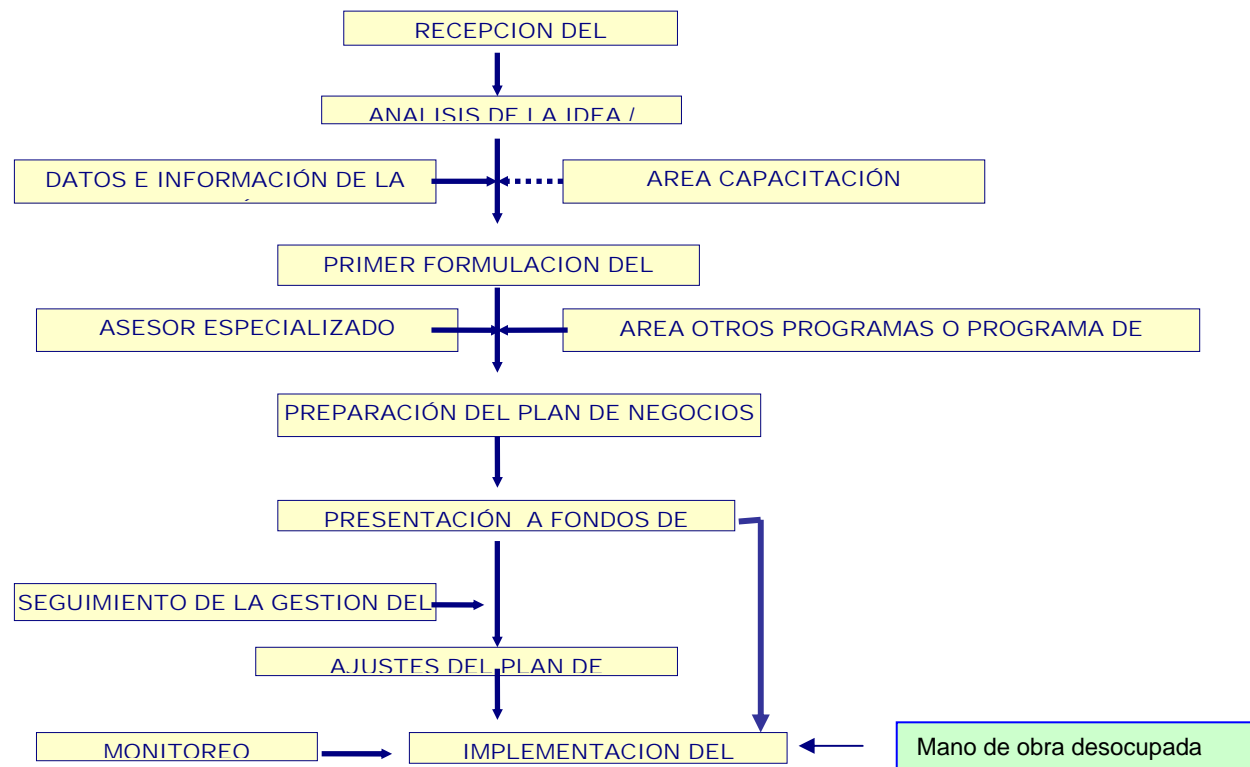 RECEPCION DEL
ANALISIS DE LA IDEA /
DATOS E INFORMACIÓN DE LA
AREA CAPACITACIÓN
PRIMER FORMULACION DEL
ASESOR ESPECIALIZADO
AREA OTROS PROGRAMAS O PROGRAMA DE
PREPARACIÓN DEL PLAN DE NEGOCIOS
PRESENTACIÓN A FONDOS DE
SEGUIMIENTO DE LA GESTION DEL
AJUSTES DEL PLAN DE
MONITOREO
IMPLEMENTACION DEL
Mano de obra desocupada